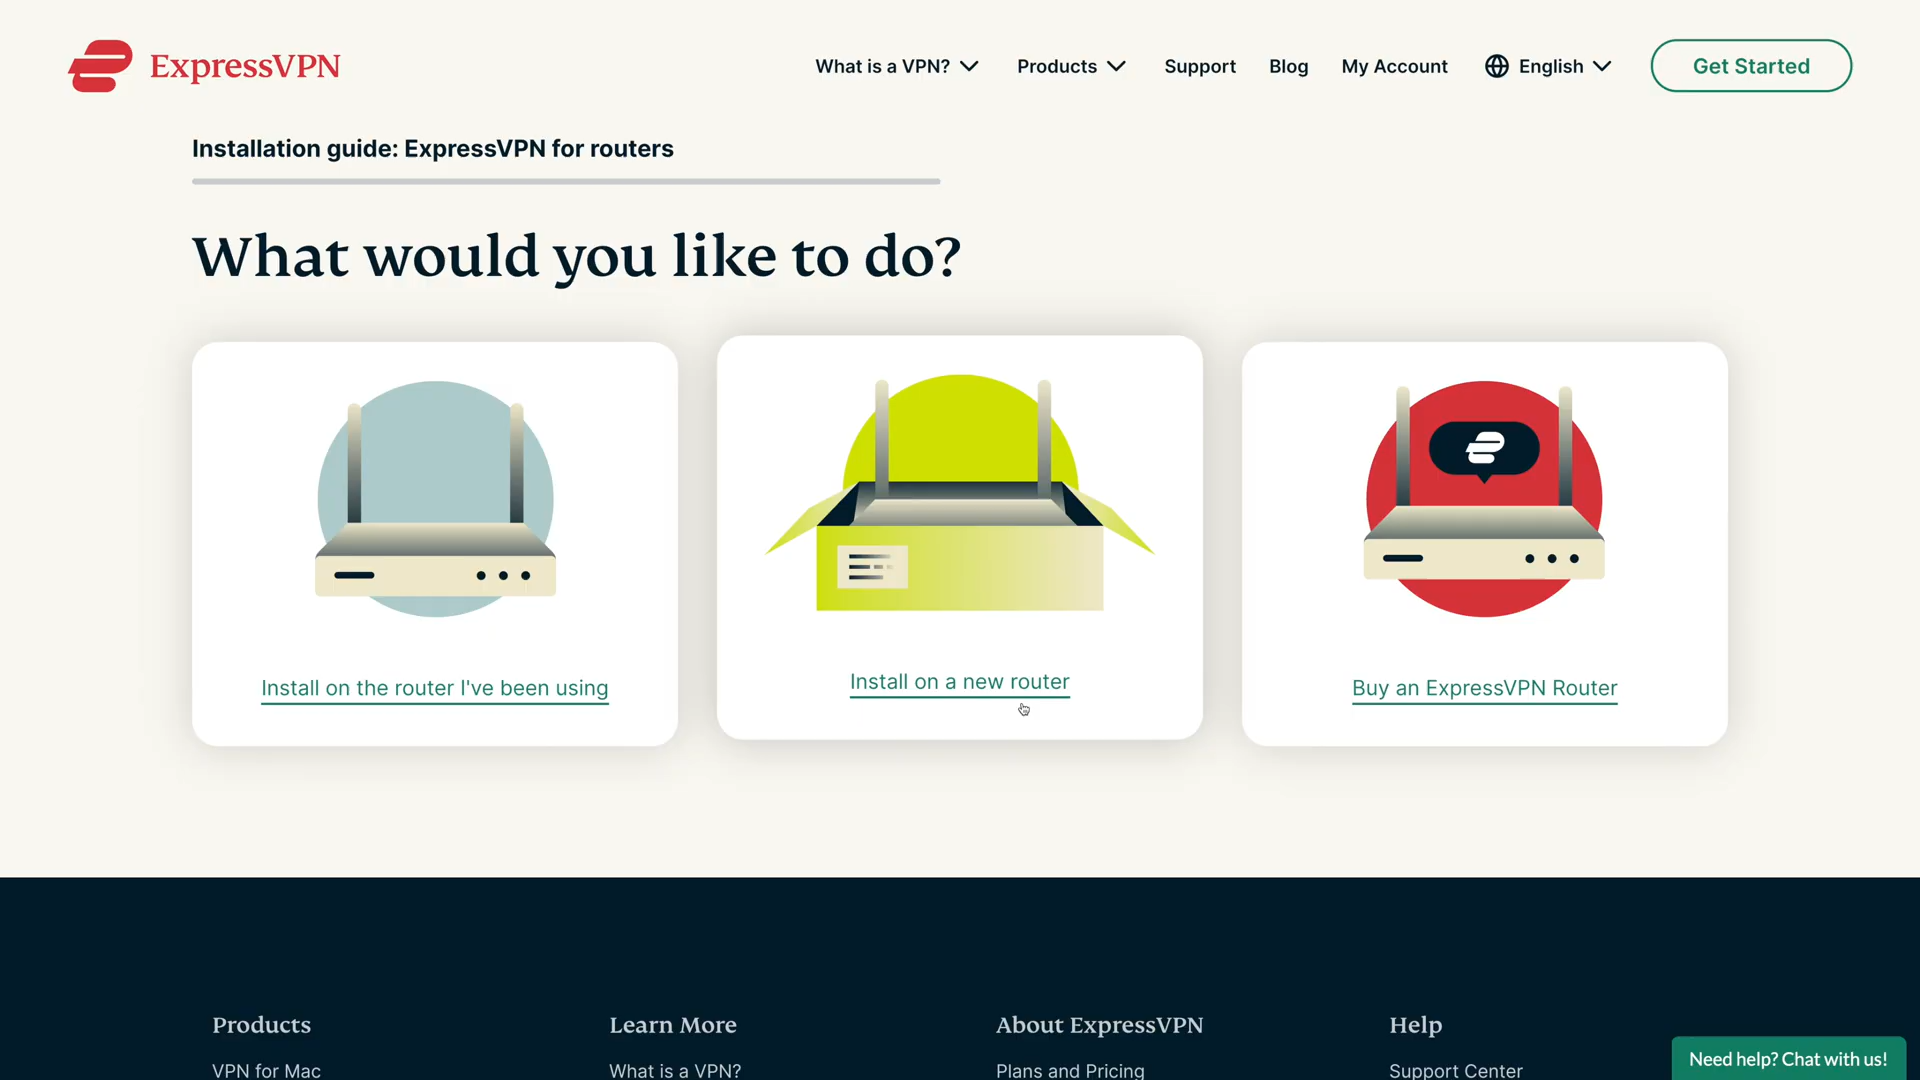 ExpressVPN
What is a VPN?
Products
Support
Blog
My Account
English
Get Started
Installation guide: ExpressVPN for routers
What would you like to do?
Install on the router I've been using
Install on a new router
Buy an ExpressVPN Router
Products
Learn More
About ExpressVPN
Help
VPN for Mac
What is a VPN?
Plans and Pricing
Support Center
Need help? Chat with us!